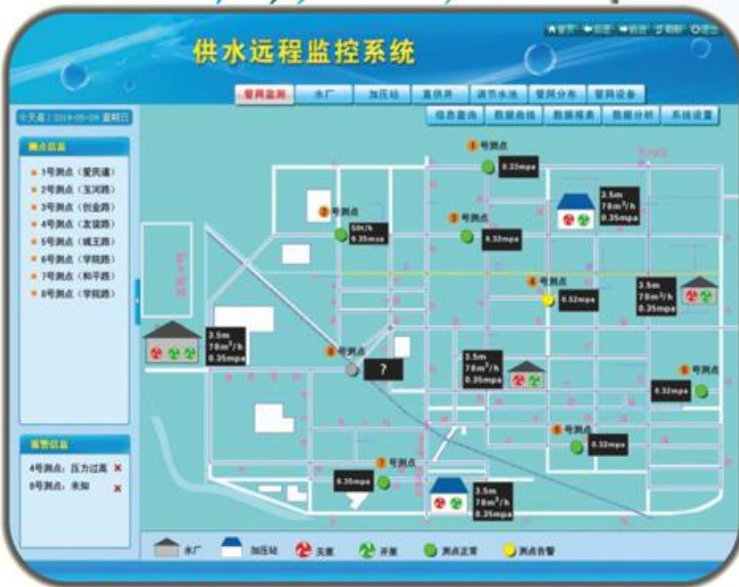 供水远程监控系统
首页 后退 前进 刷新 退出
管网监测 水厂 加压站 直供井 调节水池 管网分布 管网设备
今天是：2019-05-09 星期日
信息查询 数据曲线 数据报表 数据分析 系统设置
测点信息
1号测点（爱民道）
2号测点（玉河路）
3号测点（创业路）
4号测点（友谊路）
5号测点（城王路）
6号测点（学院路）
7号测点（和平路）
8号测点（学院路）
1号测点
0.33mpa
2号测点
50t/h
0.35mpa
3号测点
0.32mpa
3.5m
78m³/h
0.35mpa
4号测点
0.52mpa
3.5m
78m³/h
0.35mpa
3.5m
78m³/h
0.35mpa
8号测点
?
3.5m
78m³/h
0.35mpa
号测点
0.32mpa
号测点
0.32mpa
7号测点
0.35mpa
3.5m
78m³/h
0.35mpa
报警信息
4号测点：压力过高 ×
8号测点：未知 ×
水厂 加压站 关泵 开泵 测点正常 测点告警